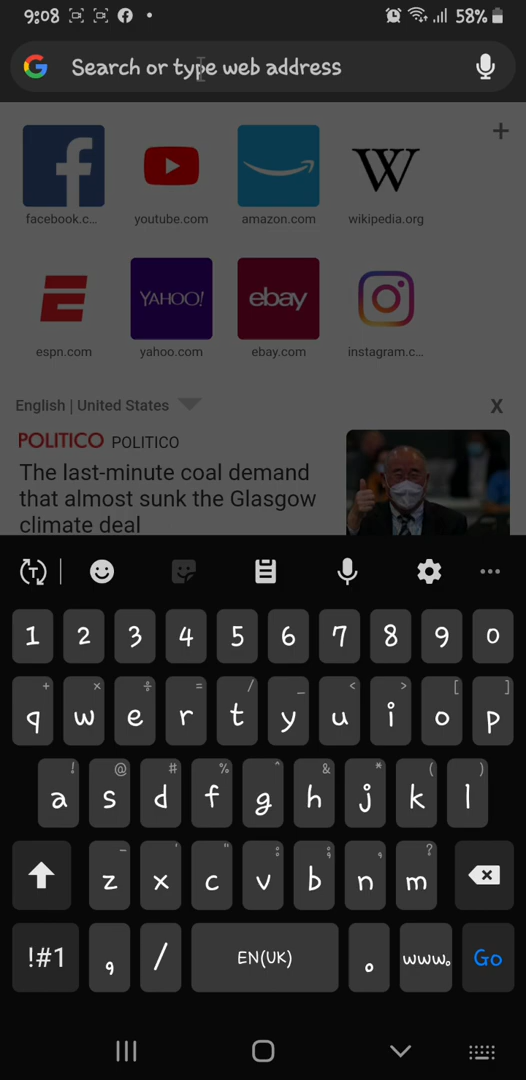 9:08 58%
Search or type web address
facebook.c... youtube.com amazon.com wikipedia.org
YAHOO! ebay
espn.com yahoo.com ebay.com instagram.c...
English | United States X
POLITICO POLITICO
The last-minute coal demand
that almost sunk the Glasgow
climate deal
1 2 3 4 5 6 7 8 9 0
+ × ÷ = / _ < > [ ]
q w e r t y u i o p
! @ # % ^ & * ( )
a s d f g h j k l
- ' " : ; , ?
z x c v b n m
!#1 , / EN(UK) . www. Go